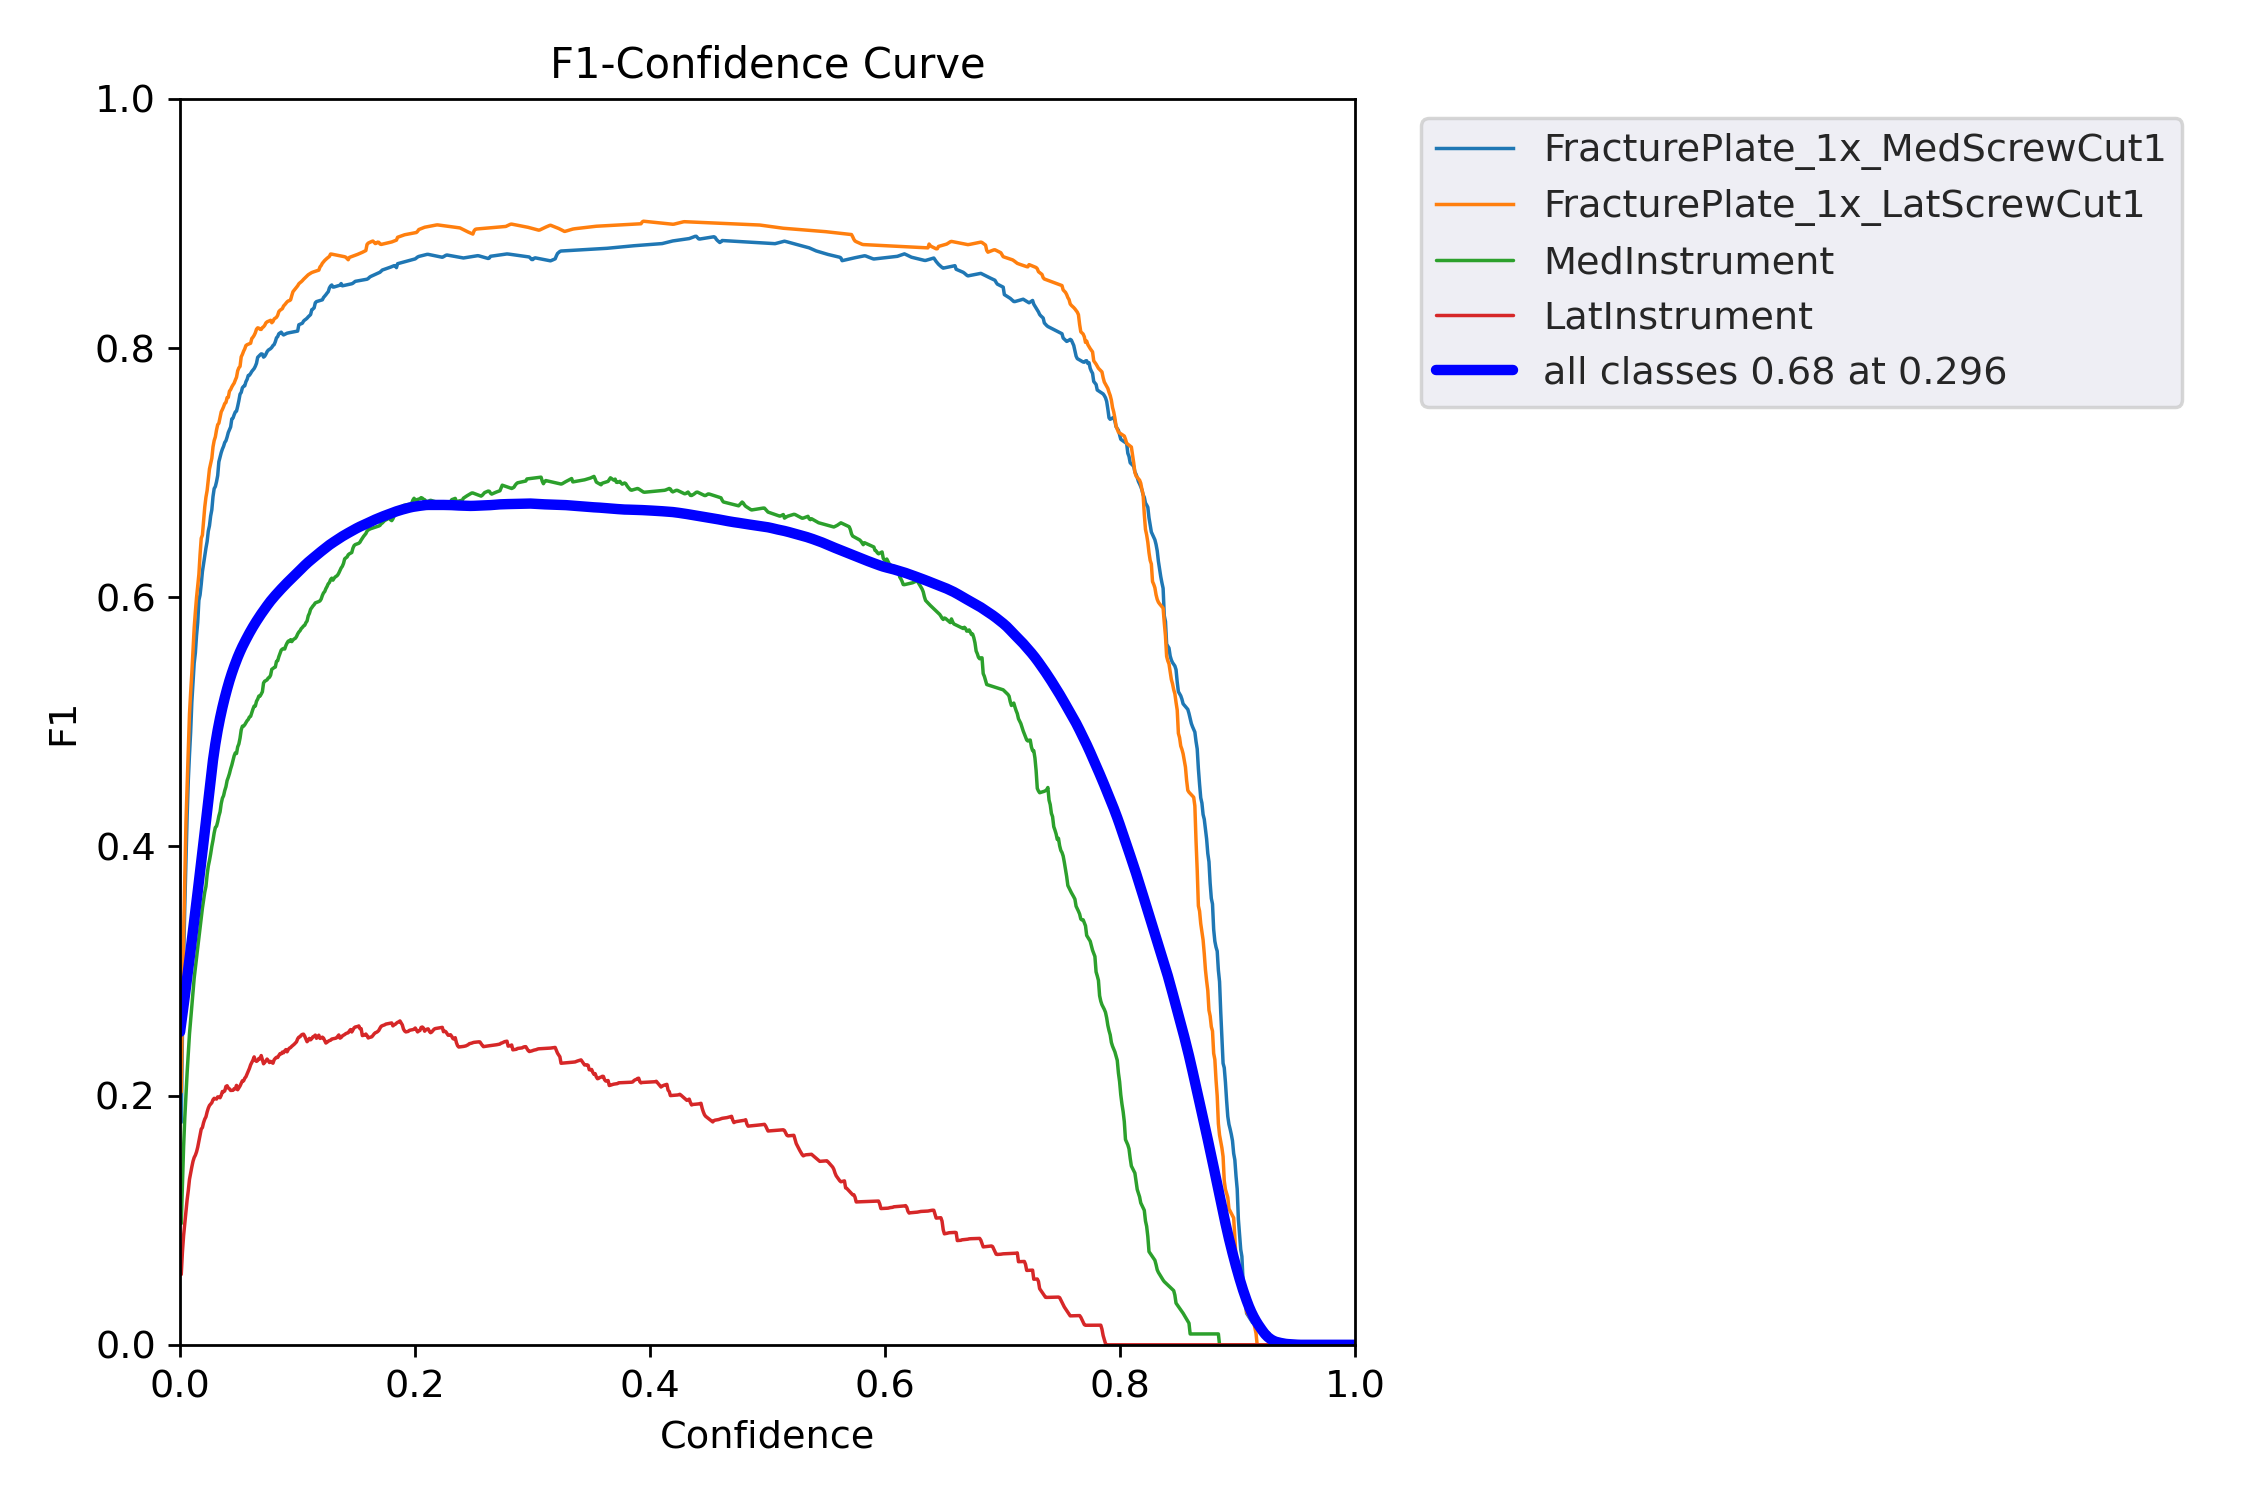 F1-Confidence Curve
1.0
0.8
0.6
0.4
0.2
0.0
F1
0.0 0.2 0.4 0.6 0.8 1.0
Confidence
FracturePlate_1x_MedScrewCut1
FracturePlate_1x_LatScrewCut1
MedInstrument
LatInstrument
all classes 0.68 at 0.296